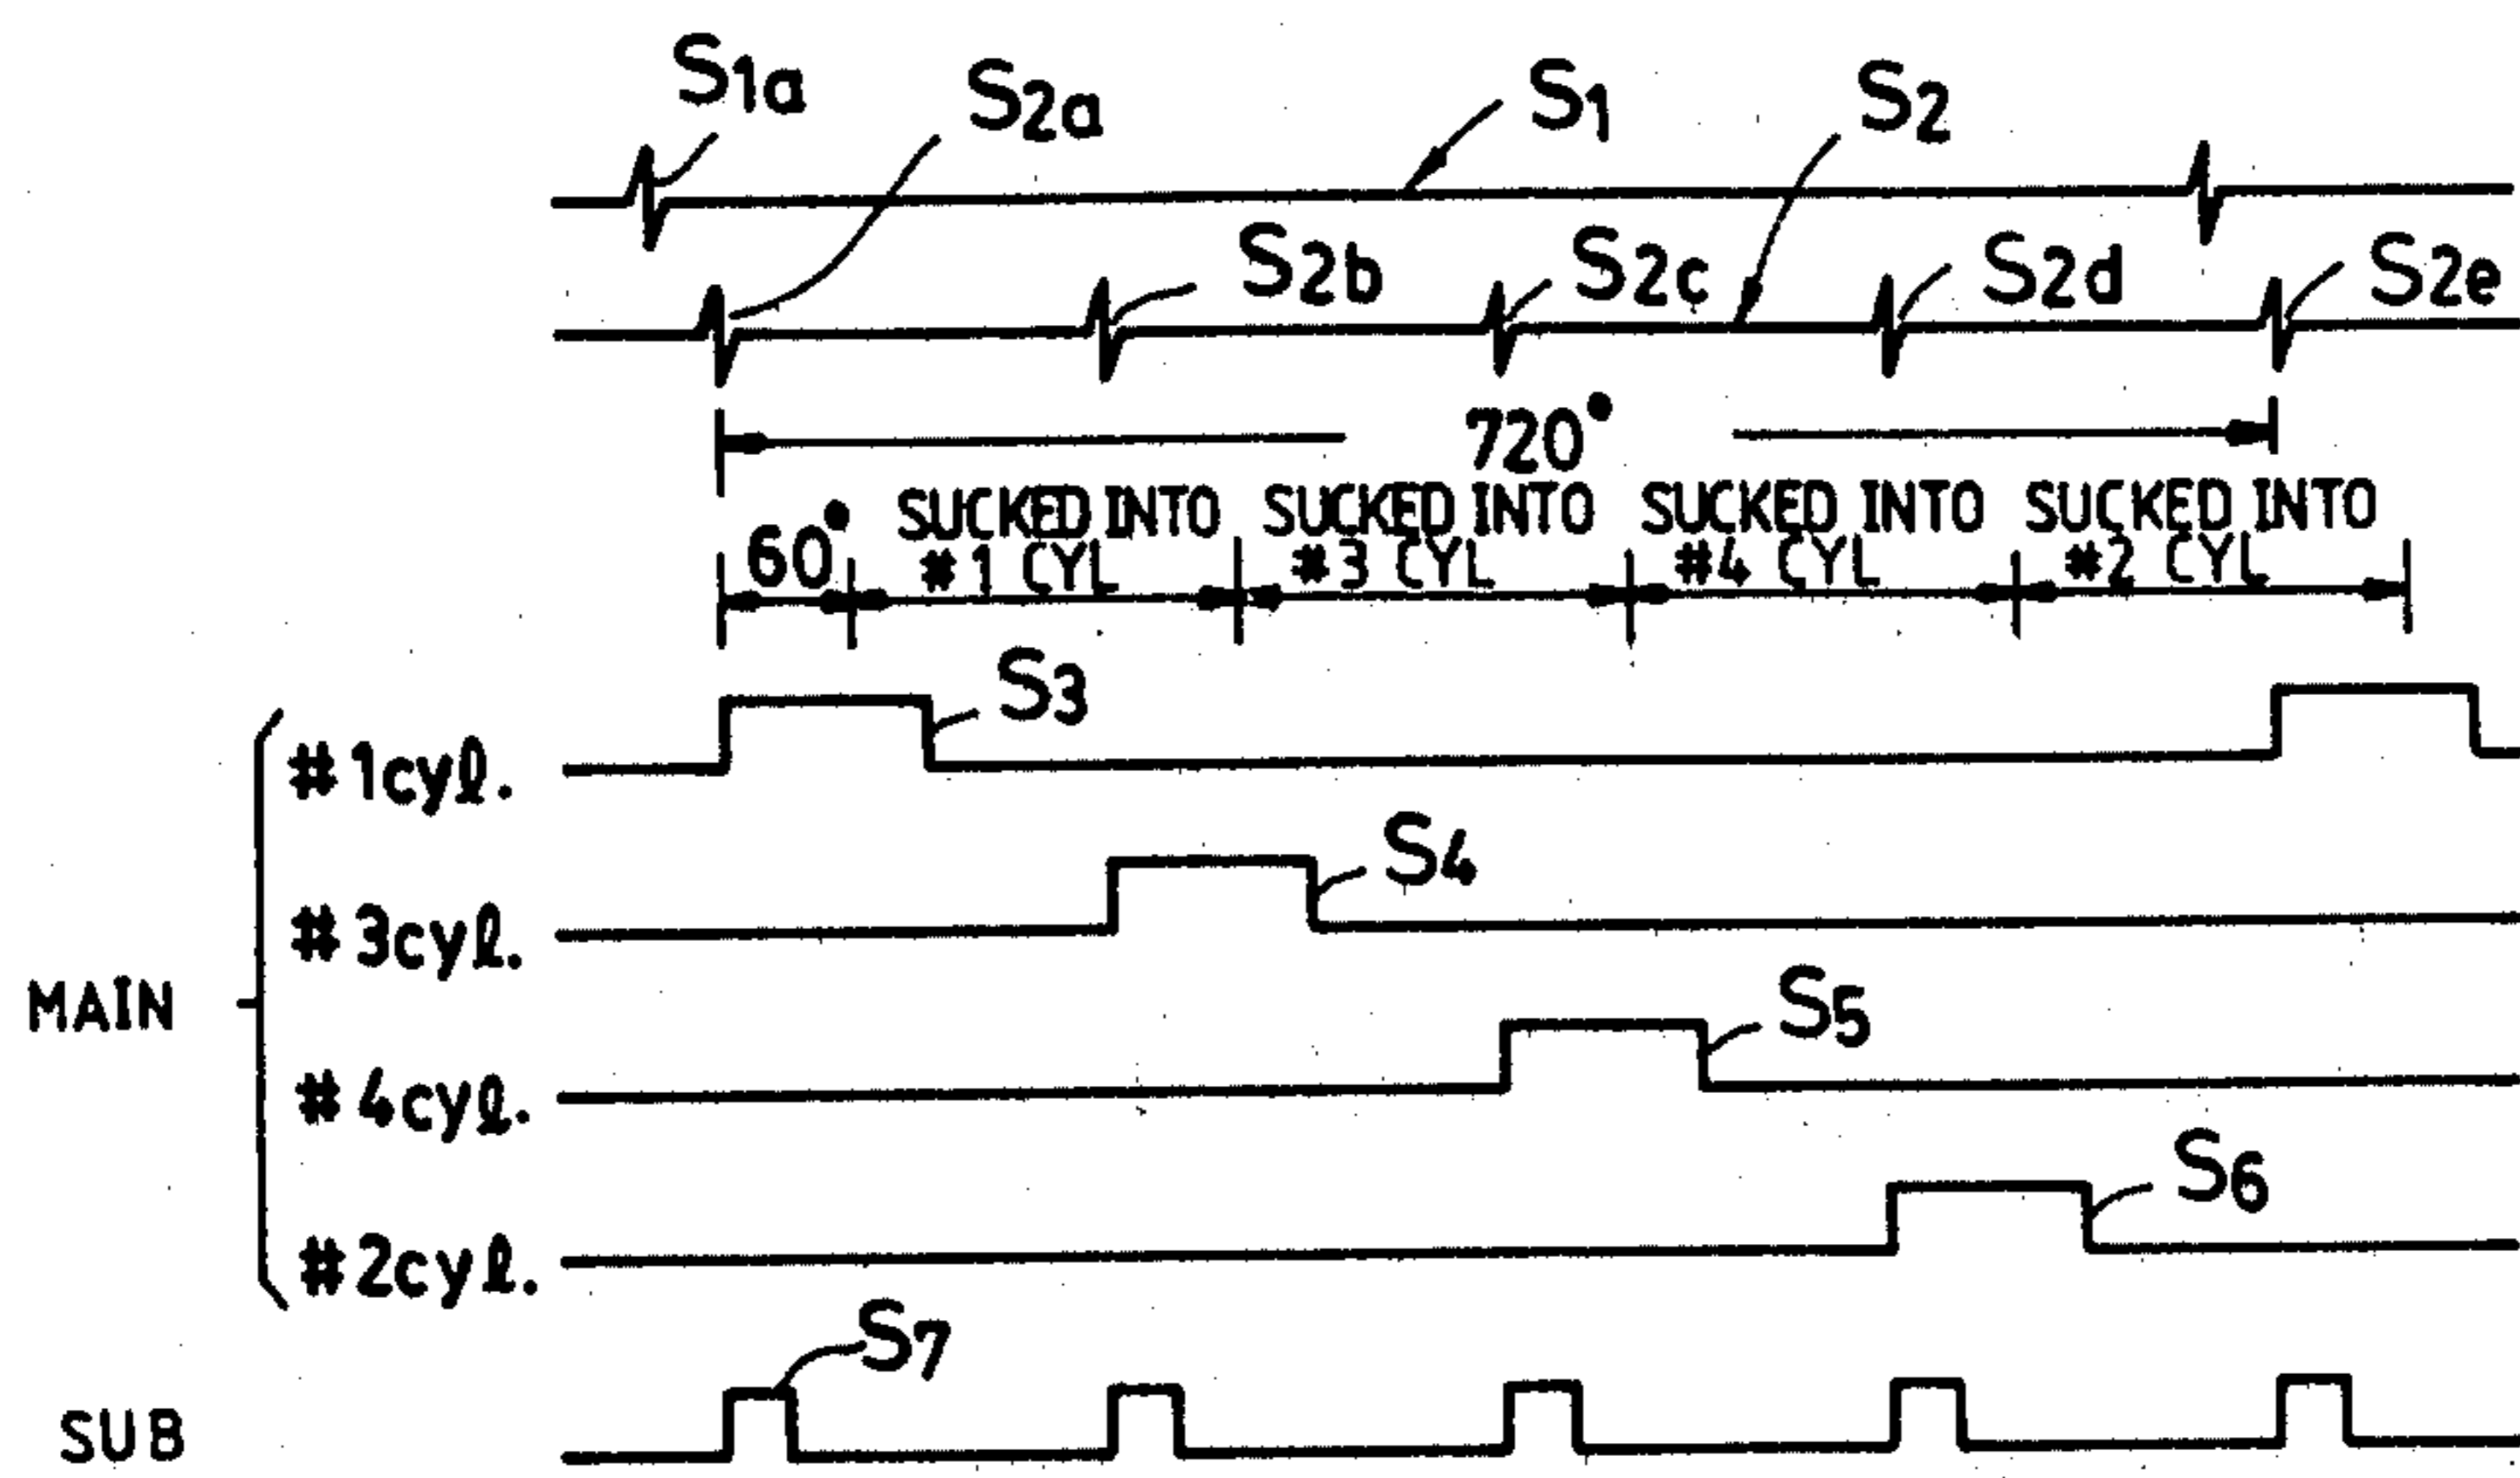 S1a S2a S1 S2
S2b S2c S2d S2e
720°
60° SUCKED INTO SUCKED INTO SUCKED INTO SUCKED INTO
#1 CYL #3 CYL #4 CYL #2 CYL
S3
#1cyl.
S4
#3cyl.
MAIN
S5
#4cyl.
S6
#2cyl.
S7
SUB